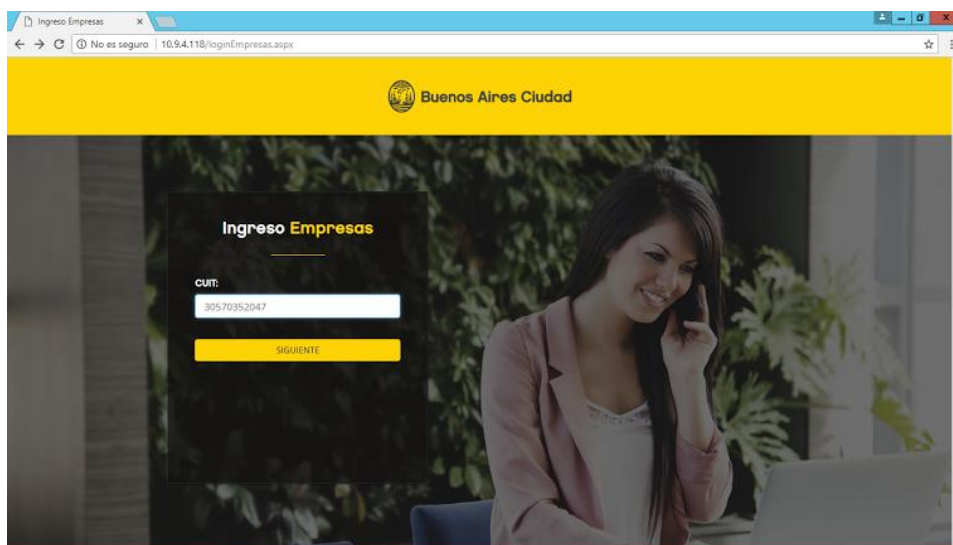 Ingreso Empresas
No es seguro | 10.9.4.118/loginEmpresas.aspx
Buenos Aires Ciudad
Ingreso Empresas
CUIT:
30570352047
SIGUIENTE